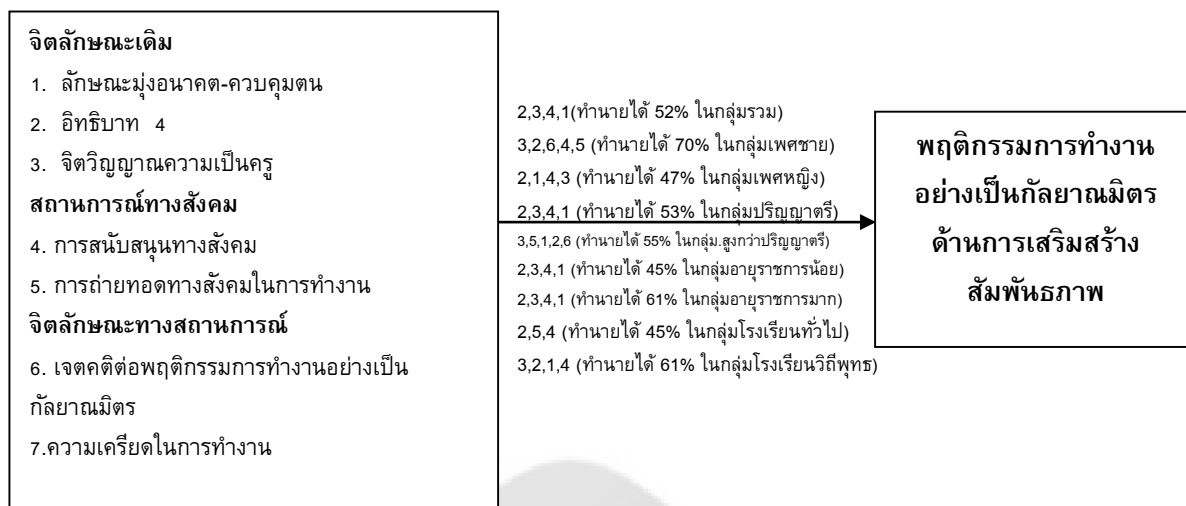 จิตลักษณะเดิม
1. ลักษณะมุ่งอนาคต-ควบคุมตน
2. อิทธิบาท 4
3. จิตวิญญาณความเป็นครู
สถานการณ์ทางสังคม
4. การสนับสนุนทางสังคม
5. การถ่ายทอดทางสังคมในการทำงาน
จิตลักษณะทางสถานการณ์
6. เจตคติต่อพฤติกรรมการทำงานอย่างเป็น
กัลยาณมิตร
7.ความเครียดในการทำงาน
2,3,4,1(ทำนายได้ 52% ในกลุ่มรวม)
3,2,6,4,5 (ทำนายได้ 70% ในกลุ่มเพศชาย)
2,1,4,3 (ทำนายได้ 47% ในกลุ่มเพศหญิง)
2,3,4,1 (ทำนายได้ 53% ในกลุ่มปริญญาตรี)
3,5,1,2,6 (ทำนายได้ 55% ในกลุ่ม.สูงกว่าปริญญาตรี)
2,3,4,1 (ทำนายได้ 45% ในกลุ่มอายุราชการน้อย)
2,3,4,1 (ทำนายได้ 61% ในกลุ่มอายุราชการมาก)
2,5,4 (ทำนายได้ 45% ในกลุ่มโรงเรียนทั่วไป)
3,2,1,4 (ทำนายได้ 61% ในกลุ่มโรงเรียนวิถีพุทธ)
พฤติกรรมการทำงาน
อย่างเป็นกัลยาณมิตร
ด้านการเสริมสร้าง
สัมพันธภาพ